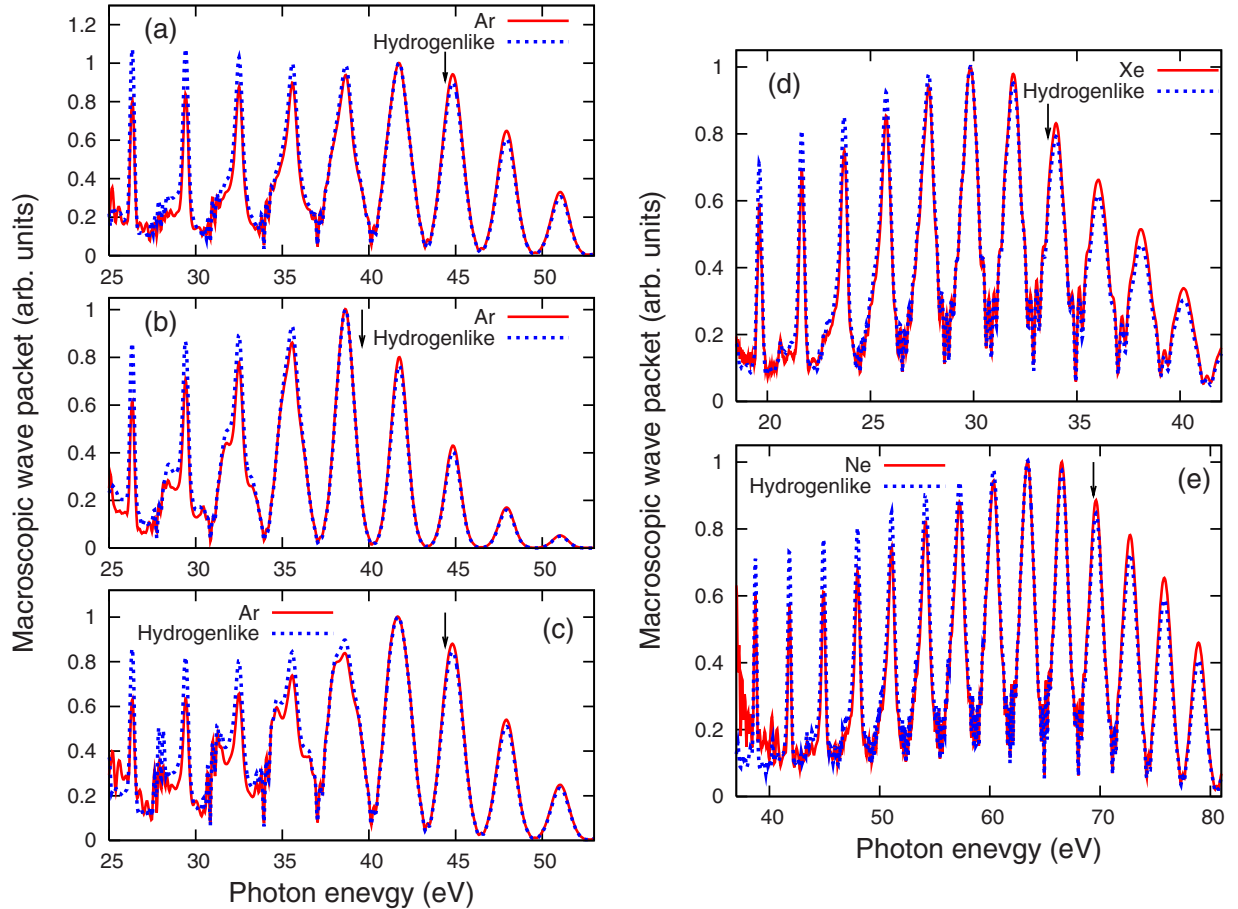 Macroscopic wave packet (arb. units)
(a)
Ar
Hydrogenlike
1.2
1
0.8
0.6
0.4
0.2
0
25 30 35 40 45 50
(b)
Ar
Hydrogenlike
1
0.8
0.6
0.4
0.2
0
25 30 35 40 45 50
Ar
Hydrogenlike
(c)
1
0.8
0.6
0.4
0.2
0
25 30 35 40 45 50
Photon enevgy (eV)
Macroscopic wave packet (arb. units)
(d)
Xe
Hydrogenlike
1
0.8
0.6
0.4
0.2
0
20 25 30 35 40
Ne
Hydrogenlike
(e)
1
0.8
0.6
0.4
0.2
0
40 50 60 70 80
Photon enevgy (eV)